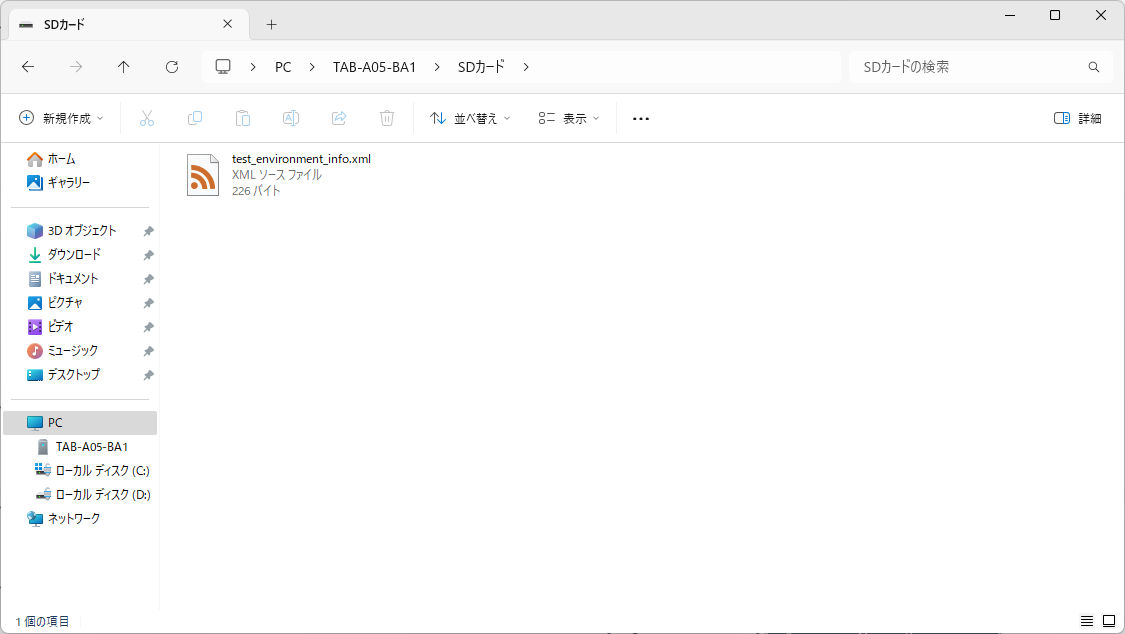 SDカード
PC
TAB-A05-BA1
SDカード
SDカードの検索
新規作成
並べ替え
表示
詳細
ホーム
ギャラリー
3D オブジェクト
ダウンロード
ドキュメント
ピクチャ
ビデオ
ミュージック
デスクトップ
PC
TAB-A05-BA1
ローカル ディスク (C:)
ローカル ディスク (D:)
ネットワーク
test_environment_info.xml
XML ソース ファイル
226 バイト
1 個の項目